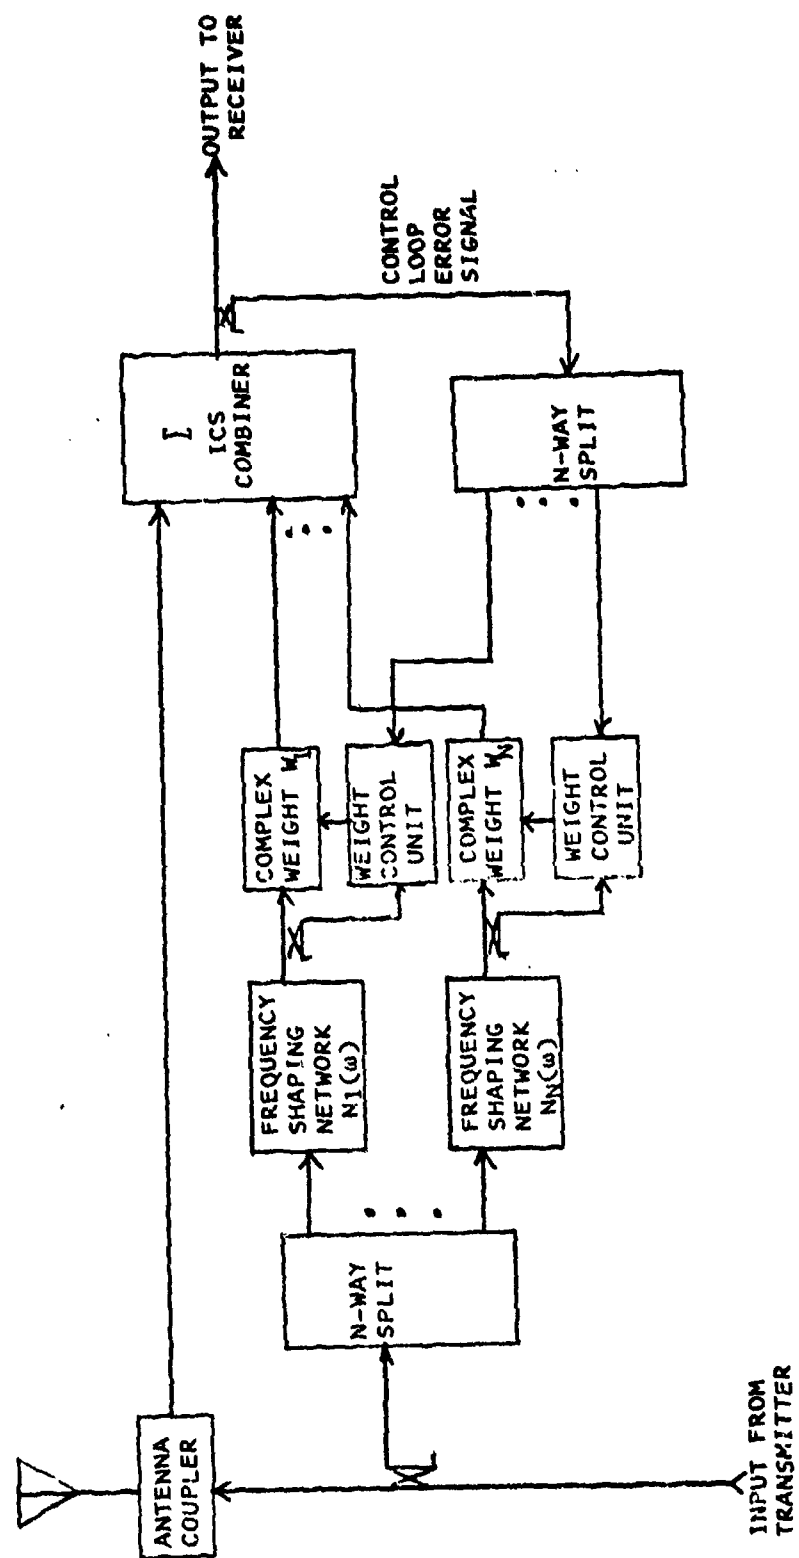 ANTENNA
COUPLER
INPUT FROM
TRANSMITTER
N-WAY
SPLIT
FREQUENCY
SHAPING
NETWORK
N1(ω)
FREQUENCY
SHAPING
NETWORK
NN(ω)
COMPLEX
WEIGHT W1
WEIGHT
CONTROL
UNIT
COMPLEX
WEIGHT WN
WEIGHT
CONTROL
UNIT
Σ
ICS
COMBINER
N-WAY
SPLIT
CONTROL
LOOP
ERROR
SIGNAL
OUTPUT TO
RECEIVER